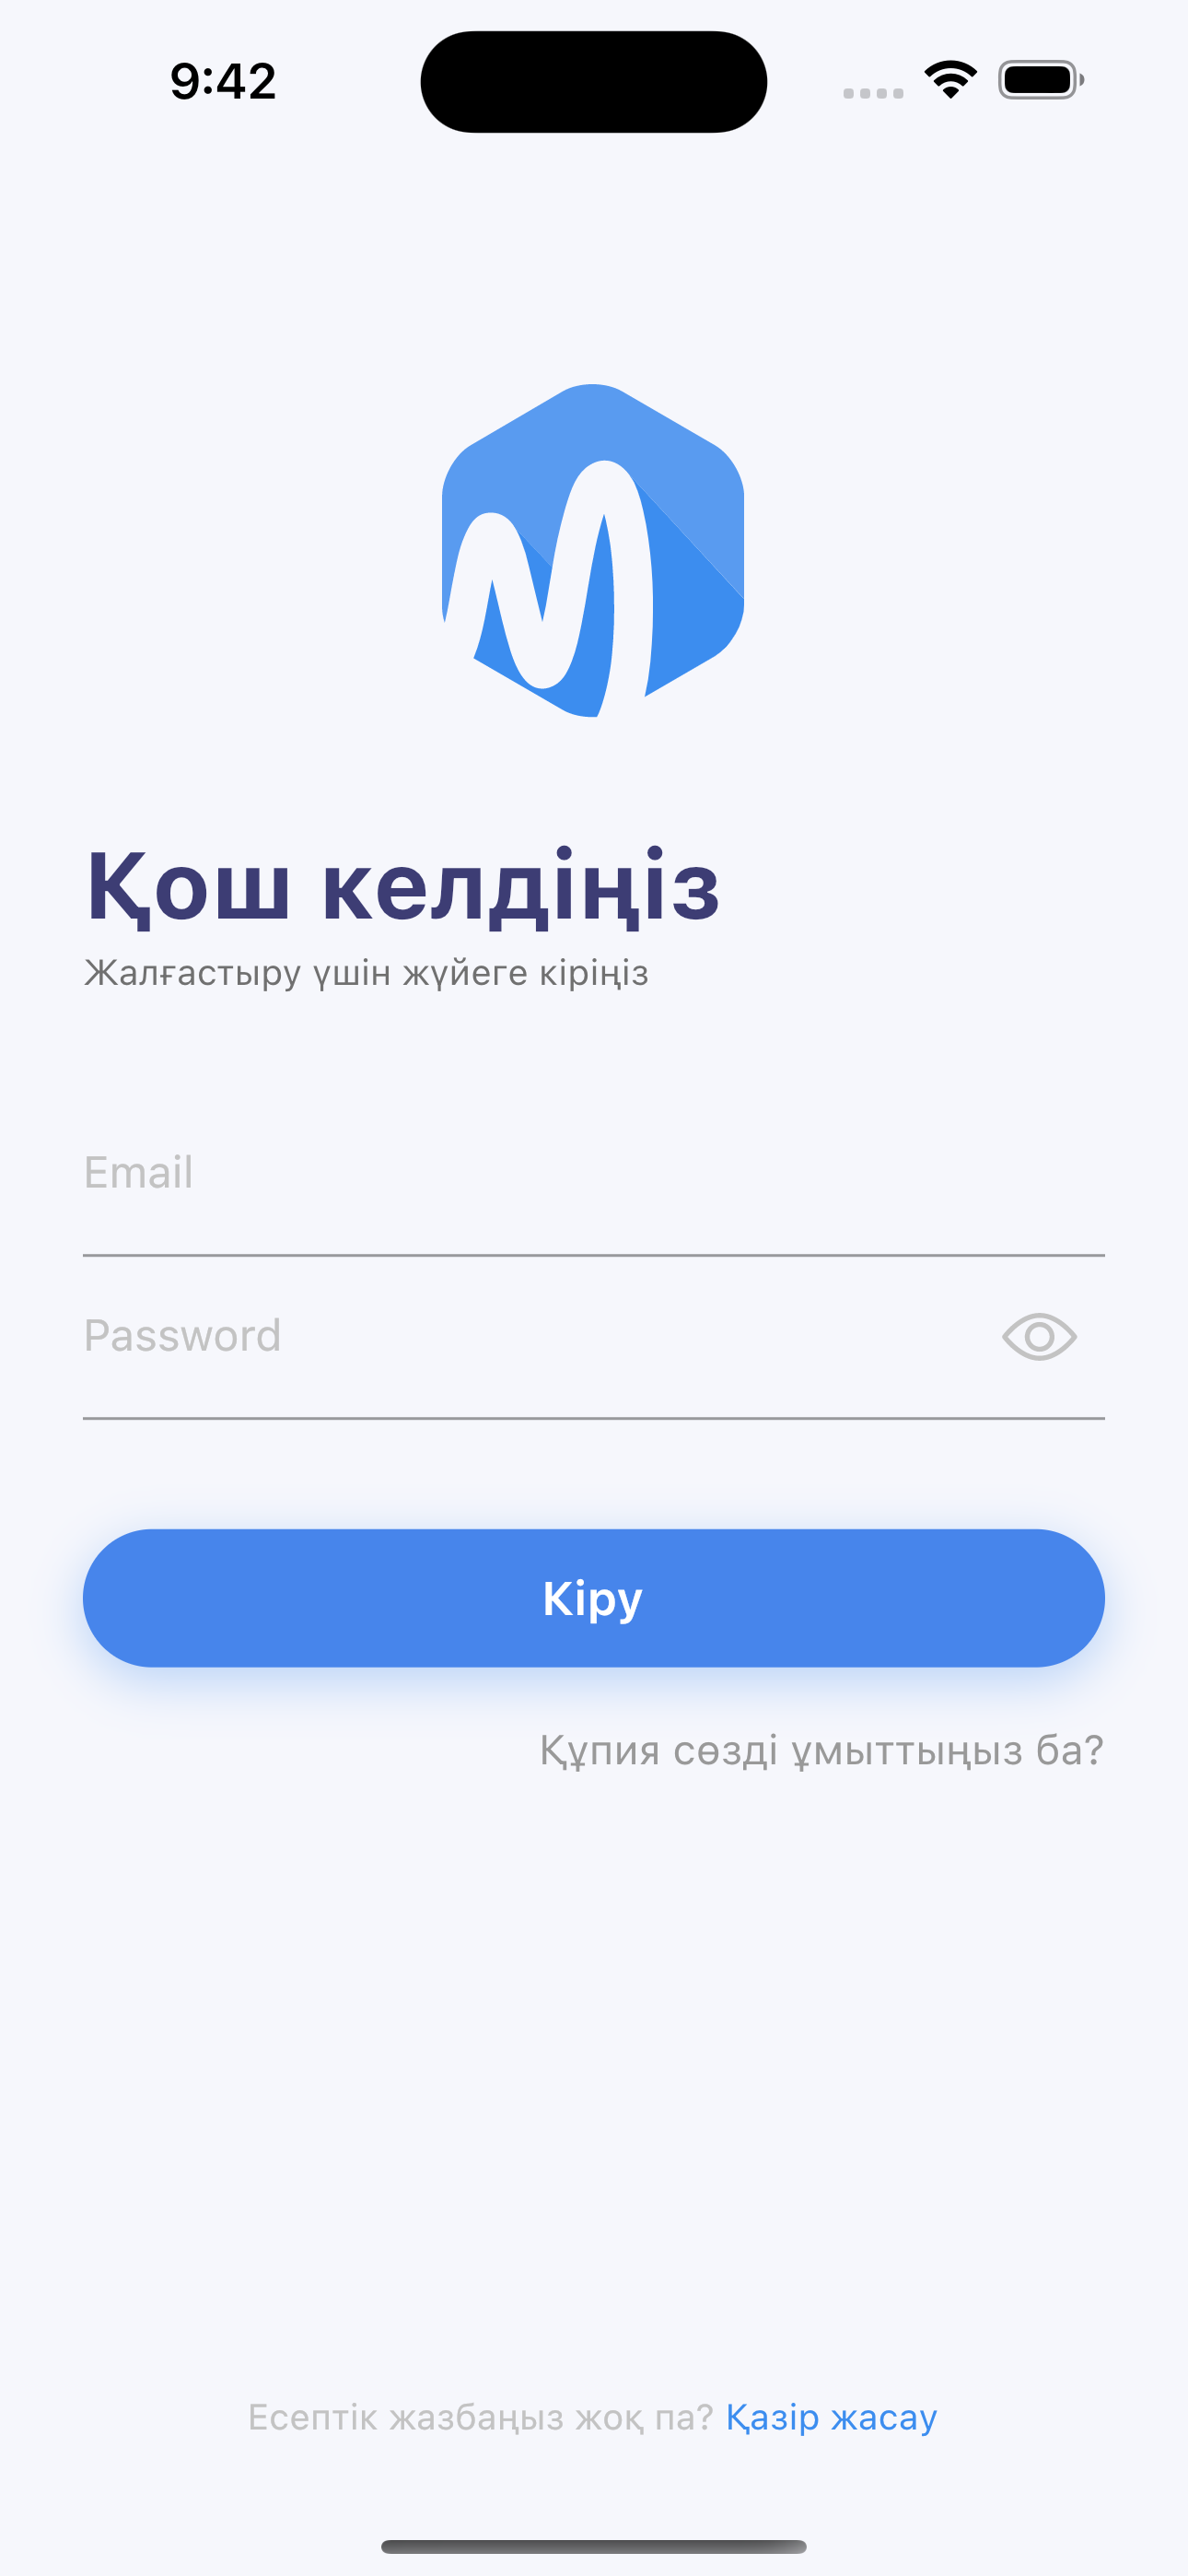 9:42
Қош келдіңіз
Жалғастыру үшін жүйеге кіріңіз
Email
Password
Кіру
Құпия сөзді ұмыттыңыз ба?
Есептік жазбаңыз жоқ па? Қазір жасау